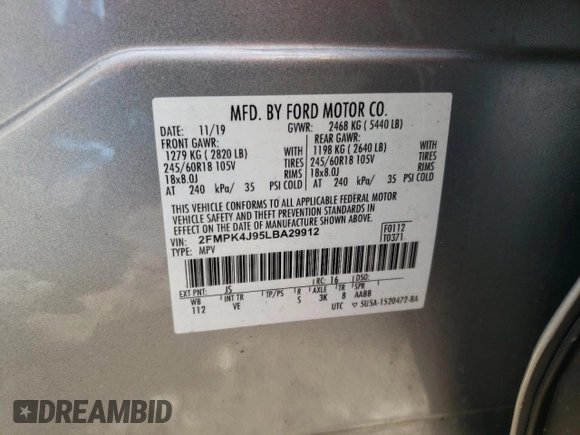 MFD. BY FORD MOTOR CO.
DATE: 11/19 GVWR: 2468 KG ( 5440 LB)
FRONT GAWR: REAR GAWR:
1279 KG ( 2820 LB) 1198 KG ( 2640 LB)
245/60R18 105V TIRES 245/60R18 105V TIRES
18x8.0J RIMS 18x8.0J RIMS
AT 240 kPa/ 35 PSI COLD AT 240 kPa/ 35 PSI COLD
THIS VEHICLE CONFORMS TO ALL APPLICABLE FEDERAL MOTOR
VEHICLE SAFETY AND THEFT PREVENTION STANDARDS IN
EFFECT ON THE DATE OF MANUFACTURE SHOWN ABOVE.
VIN: 2FMPK4J95LBA29912 F0112
TYPE: MPV T0371
EXT PNT: JS RC: 16 DSO:
WB INT TR TP/PS R AXLE TR SPR
112 VE 5 3K 8 AABB
UTC
DREAMBID